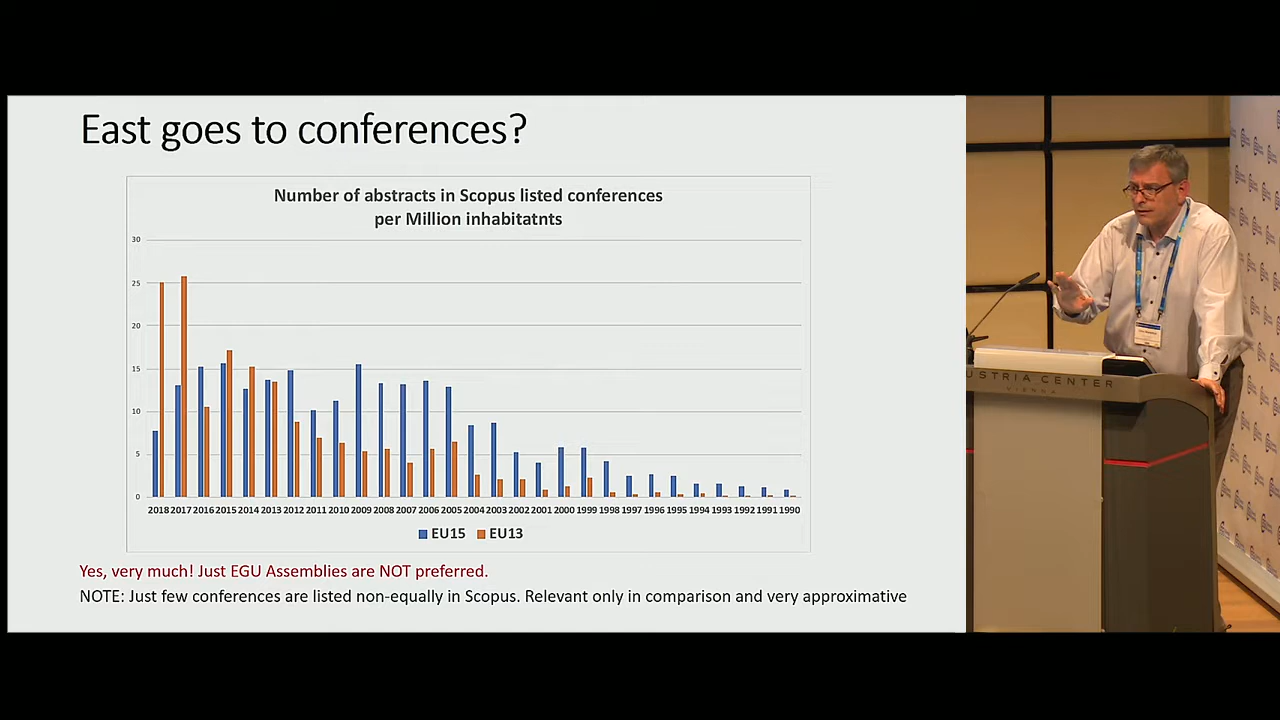 East goes to conferences?
Number of abstracts in Scopus listed conferences
per Million inhabitatnts
30
25
20
15
10
5
0
2018 2017 2016 2015 2014 2013 2012 2011 2010 2009 2008 2007 2006 2005 2004 2003 2002 2001 2000 1999 1998 1997 1996 1995 1994 1993 1992 1991 1990
EU15 EU13
Yes, very much! Just EGU Assemblies are NOT preferred.
NOTE: Just few conferences are listed non-equally in Scopus. Relevant only in comparison and very approximative
USTRIA CENTER
VIENNA